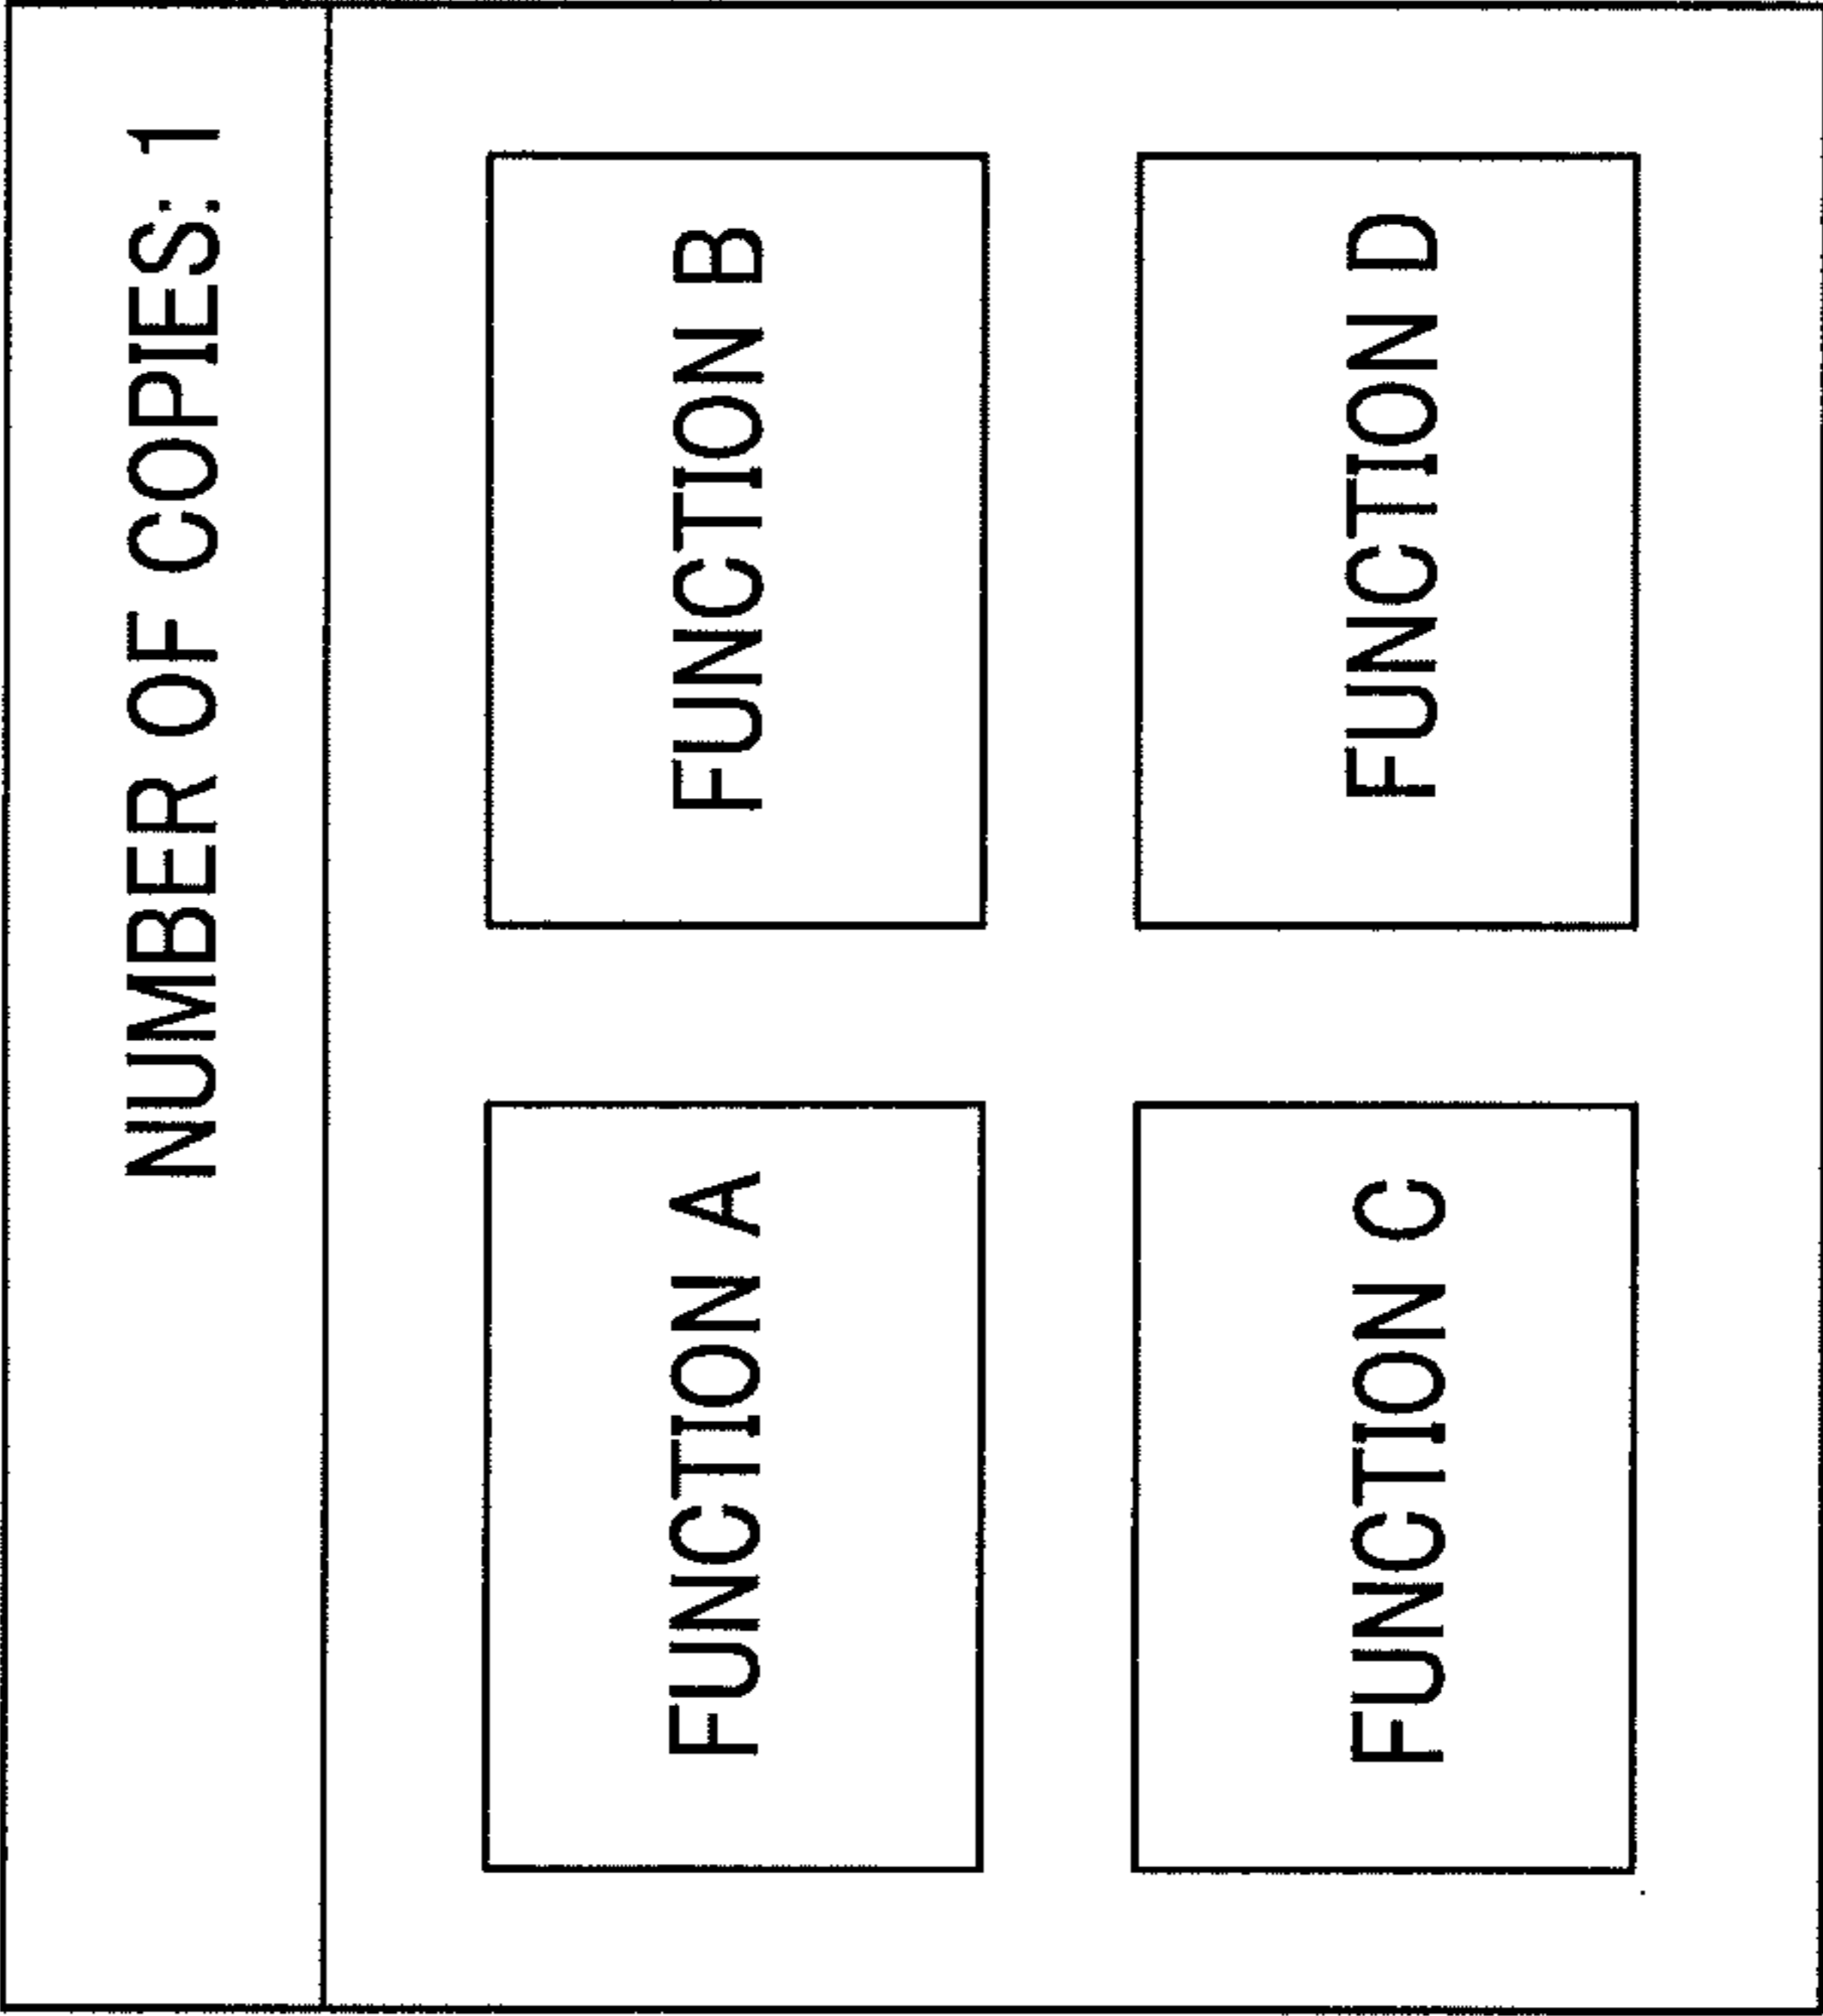 NUMBER OF COPIES: 1
FUNCTION A
FUNCTION B
FUNCTION C
FUNCTION D